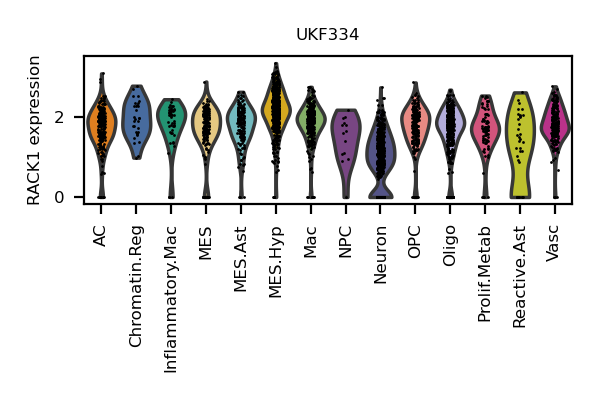 UKF334
RACK1 expression
2
0
AC
Chromatin.Reg
Inflammatory.Mac
MES
MES.Ast
MES.Hyp
Mac
NPC
Neuron
OPC
Oligo
Prolif.Metab
Reactive.Ast
Vasc